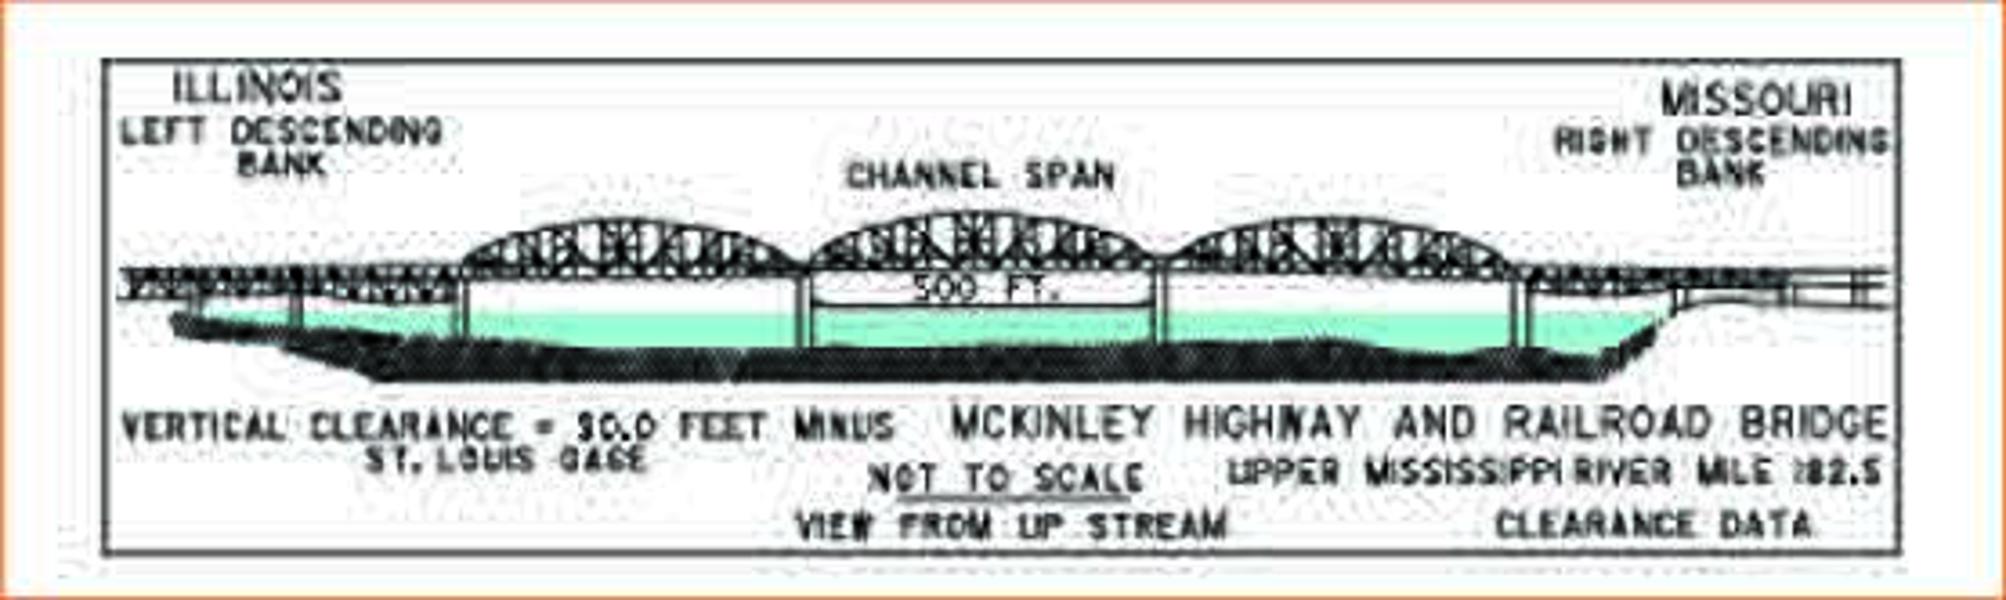 ILLINOIS
LEFT DESCENDING
BANK
MISSOURI
RIGHT DESCENDING
BANK
CHANNEL SPAN
500 FT.
VERTICAL CLEARANCE = FEET MINUS
ST. LOUIS GAGE
MCKINLEY HIGHWAY AND RAILROAD BRIDGE
NOT TO SCALE
UPPER MISSISSIPPI RIVER MILE 182.5
VIEW FROM UP STREAM
CLEARANCE DATA